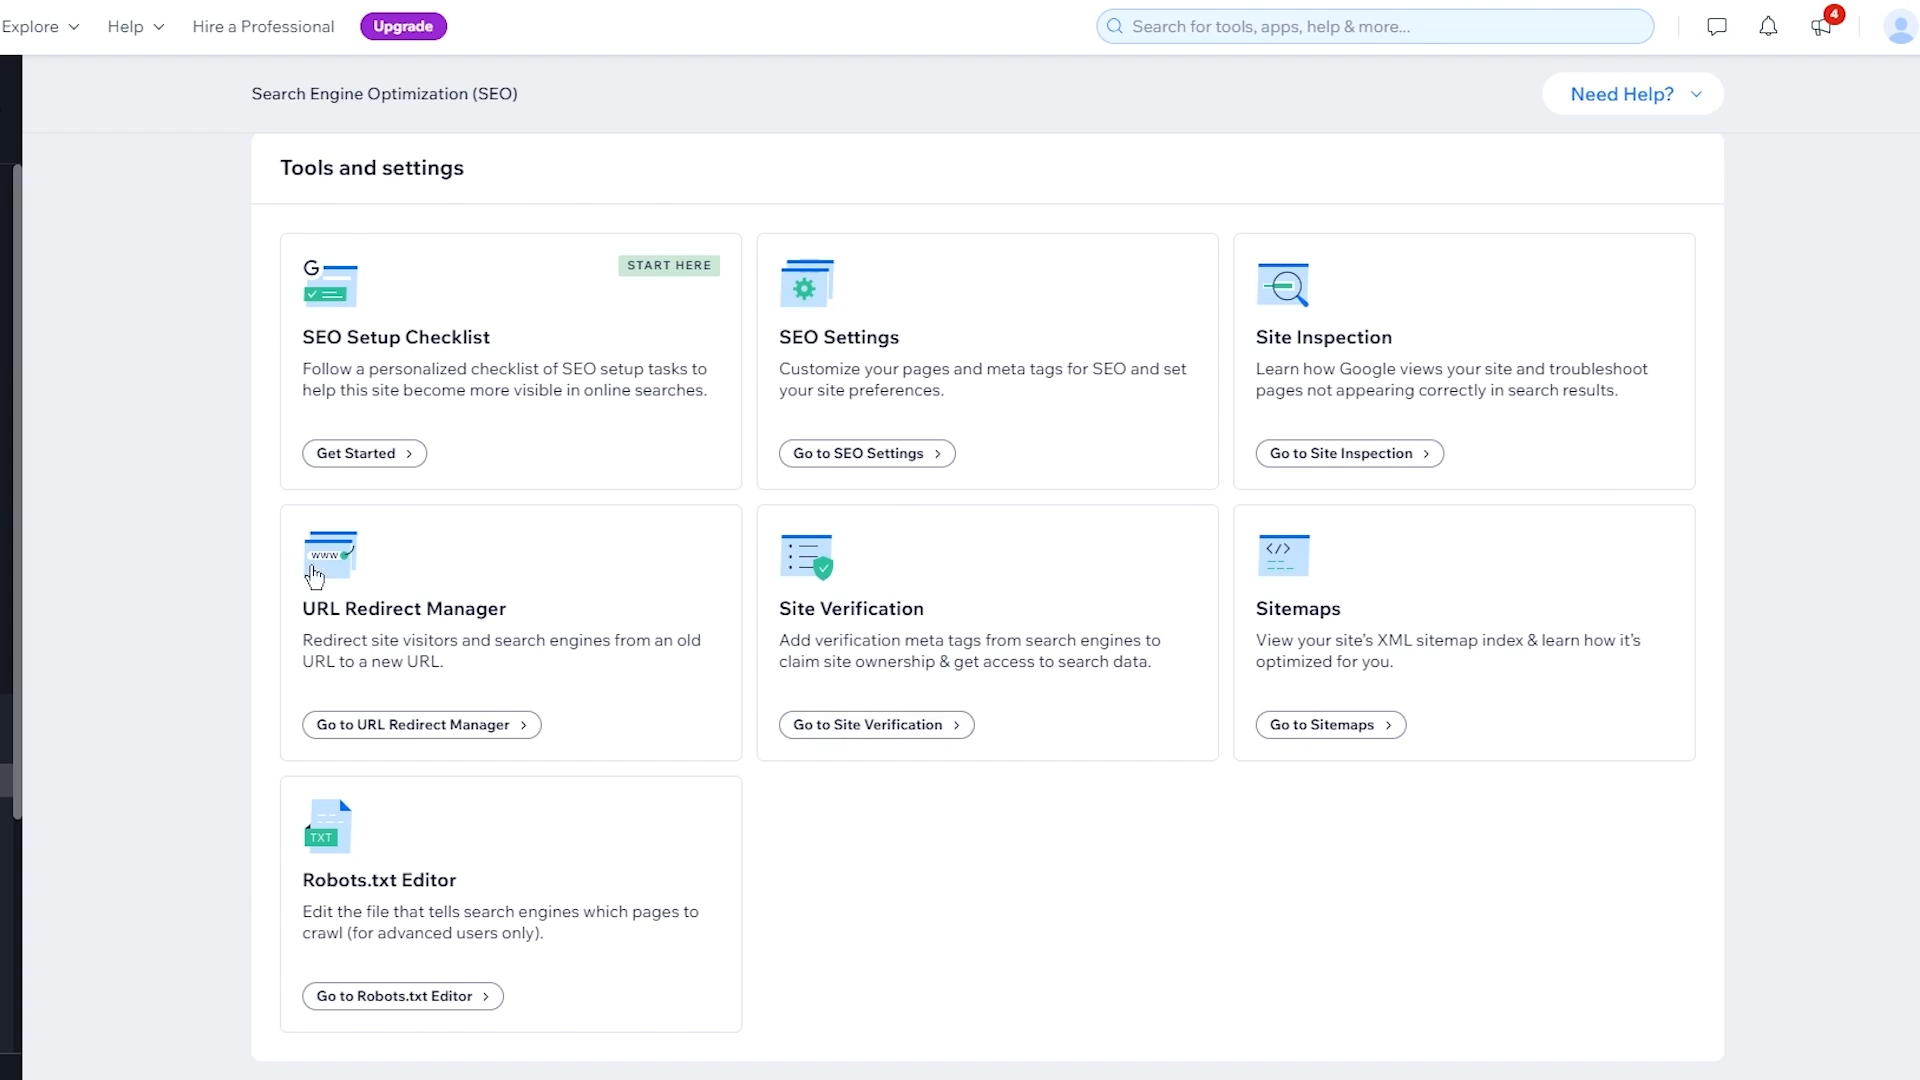 Explore
Help
Hire a Professional
Upgrade
Search for tools, apps, help & more...
4
Search Engine Optimization (SEO)
Need Help?
Tools and settings
G
START HERE
SEO Setup Checklist
Follow a personalized checklist of SEO setup tasks to
help this site become more visible in online searches.
Get Started
SEO Settings
Customize your pages and meta tags for SEO and set
your site preferences.
Go to SEO Settings
Site Inspection
Learn how Google views your site and troubleshoot
pages not appearing correctly in search results.
Go to Site Inspection
www
URL Redirect Manager
Redirect site visitors and search engines from an old
URL to a new URL.
Go to URL Redirect Manager
Site Verification
Add verification meta tags from search engines to
claim site ownership & get access to search data.
Go to Site Verification
</>
Sitemaps
View your site's XML sitemap index & learn how it's
optimized for you.
Go to Sitemaps
TXT
Robots.txt Editor
Edit the file that tells search engines which pages to
crawl (for advanced users only).
Go to Robots.txt Editor